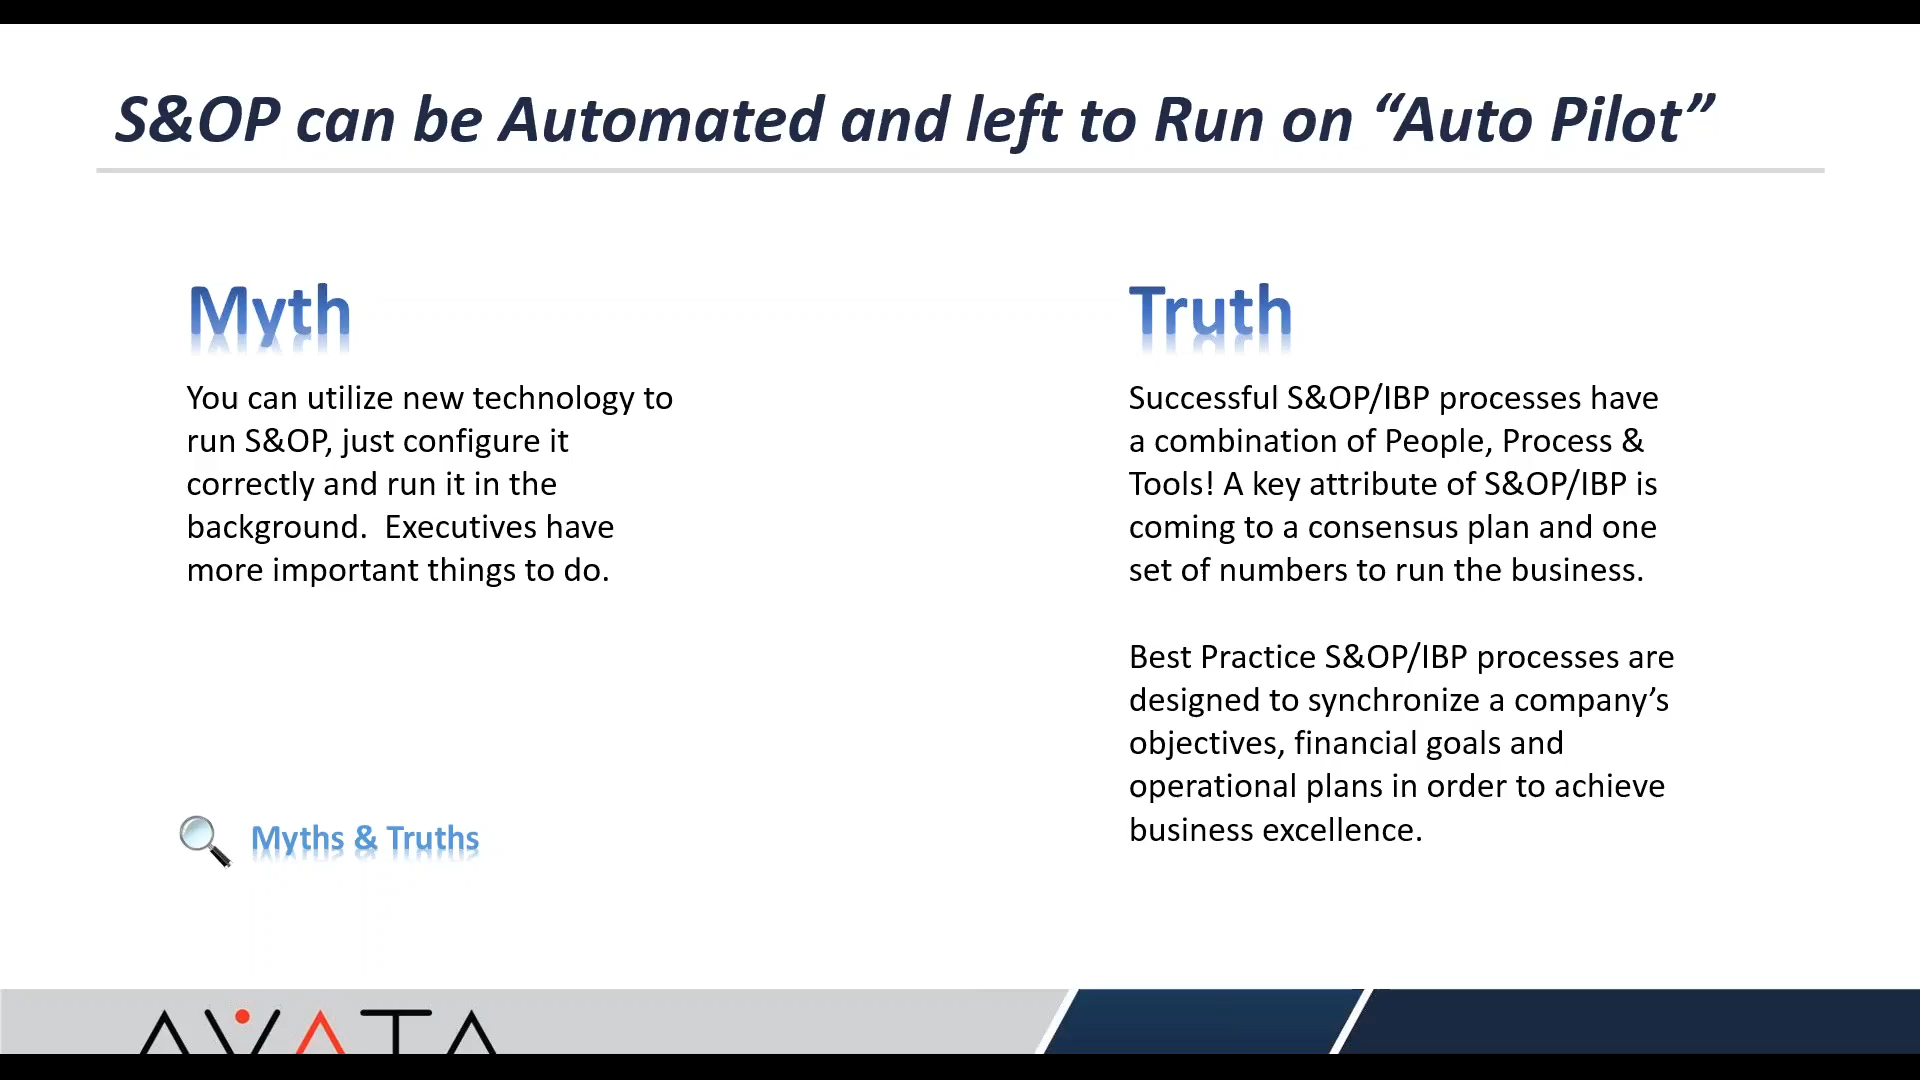 S&OP can be Automated and left to Run on “Auto Pilot”
Myth
You can utilize new technology to
run S&OP, just configure it
correctly and run it in the
background.  Executives have
more important things to do.
Truth
Successful S&OP/IBP processes have
a combination of People, Process &
Tools! A key attribute of S&OP/IBP is
coming to a consensus plan and one
set of numbers to run the business.
Best Practice S&OP/IBP processes are
designed to synchronize a company’s
objectives, financial goals and
operational plans in order to achieve
business excellence.
Myths & Truths
AVATA